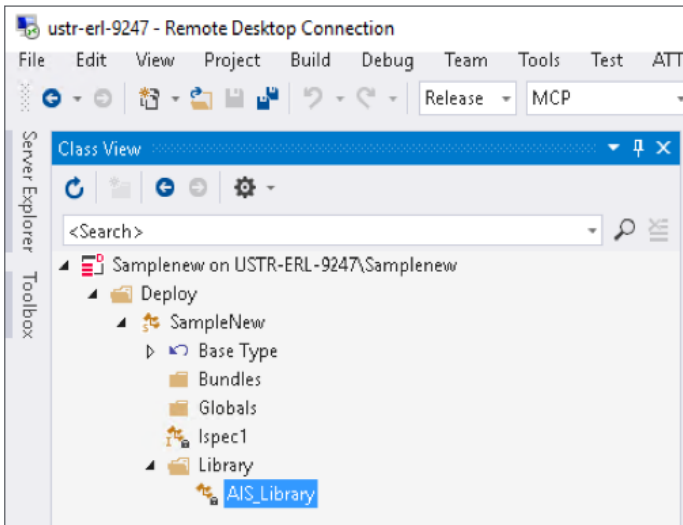 ustr-erl-9247 - Remote Desktop Connection
File Edit View Project Build Debug Team Tools Test ATT
Release MCP
Server Explorer
Toolbox
Class View
<Search>
Samplenew on USTR-ERL-9247\Samplenew
Deploy
SampleNew
Base Type
Bundles
Globals
Ispec1
Library
AIS_Library